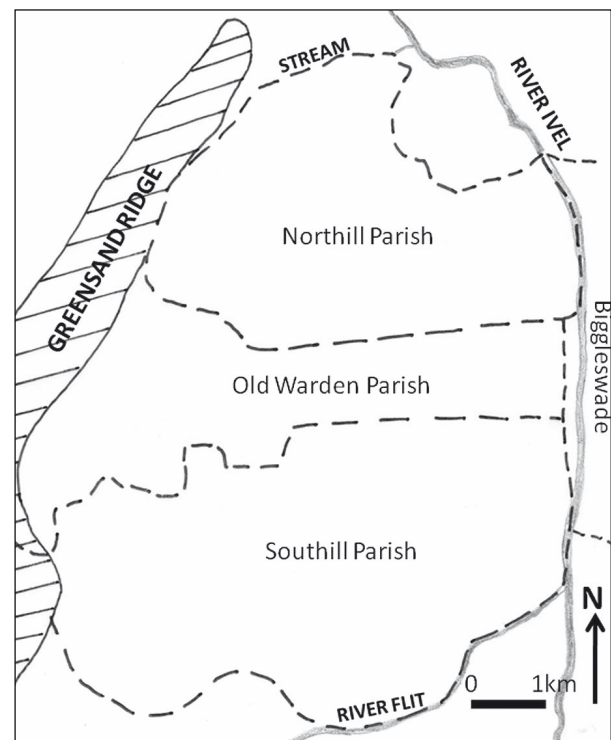 STREAM
RIVER IVEL
GREENSAND RIDGE
Northill Parish
Biggleswade
Old Warden Parish
Southill Parish
N
0 1km
RIVER FLIT